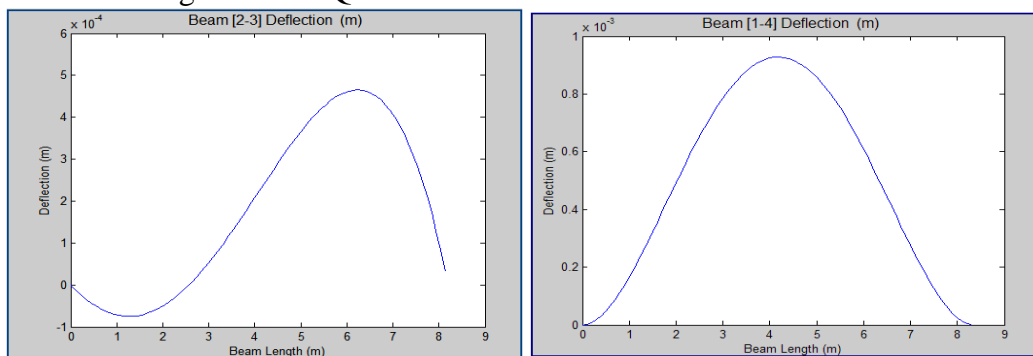 Beam [2-3] Deflection (m)
x 10-4
6
5
4
3
2
1
0
-1
Deflection (m)
0 1 2 3 4 5 6 7 8 9
Beam Length (m)
Beam [1-4] Deflection (m)
x 10-3
1
0.8
0.6
0.4
0.2
0
Deflection (m)
0 1 2 3 4 5 6 7 8 9
Beam Length (m)